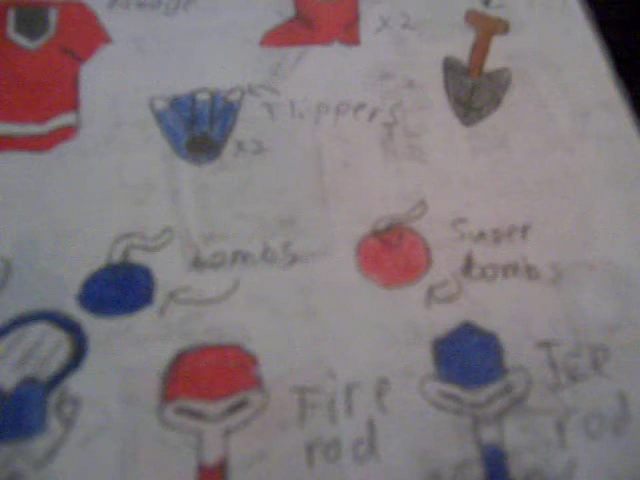 x2
Flippers
x2
bombs
Super
bombs
Fire
rod
Ice
rod